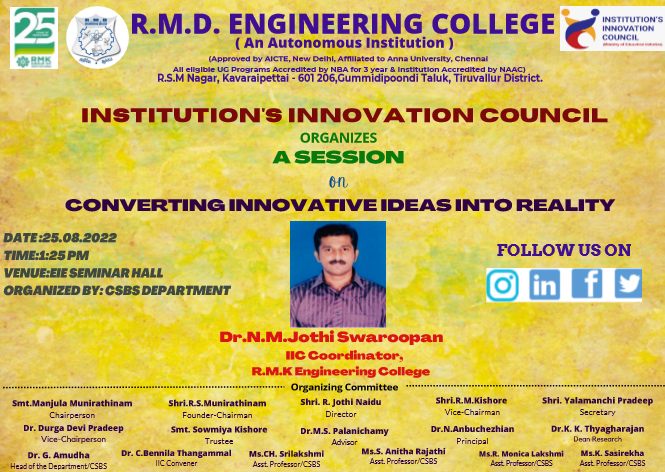 25
RMK
R.M.D. ENGINEERING COLLEGE
( An Autonomous Institution )
(Approved by AICTE, New Delhi, Affiliated to Anna University, Chennai
All eligible UG Programs Accredited by NBA for 3 year & Institution Accredited by NAAC)
R.S.M Nagar, Kavaraipettai - 601 206,Gummidipoondi Taluk, Tiruvallur District.
INSTITUTION'S
INNOVATION
COUNCIL
(Ministry of Education Initiative)
INSTITUTION'S INNOVATION COUNCIL
ORGANIZES
A SESSION
on
CONVERTING INNOVATIVE IDEAS INTO REALITY
DATE :25.08.2022
TIME:1:25 PM
VENUE:EIE SEMINAR HALL
ORGANIZED BY: CSBS DEPARTMENT
FOLLOW US ON
Dr.N.M.Jothi Swaroopan
IIC Coordinator,
R.M.K Engineering College
Organizing Committee
Smt.Manjula Munirathinam
Chairperson
Shri.R.S.Munirathinam
Founder-Chairman
Shri. R. Jothi Naidu
Director
Shri.R.M.Kishore
Vice-Chairman
Shri. Yalamanchi Pradeep
Secretary
Dr. Durga Devi Pradeep
Vice-Chairperson
Smt. Sowmiya Kishore
Trustee
Dr.M.S. Palanichamy
Advisor
Dr.N.Anbuchezhian
Principal
Dr.K. K. Thyagharajan
Dean Research
Dr. G. Amudha
Head of the Department/CSBS
Dr. C.Bennila Thangammal
IIC Convener
Ms.CH. Srilakshmi
Asst. Professor/CSBS
Ms.S. Anitha Rajathi
Asst. Professor/CSBS
Ms.R. Monica Lakshmi
Asst. Professor/CSBS
Ms.K. Sasirekha
Asst. Professor/CSBS